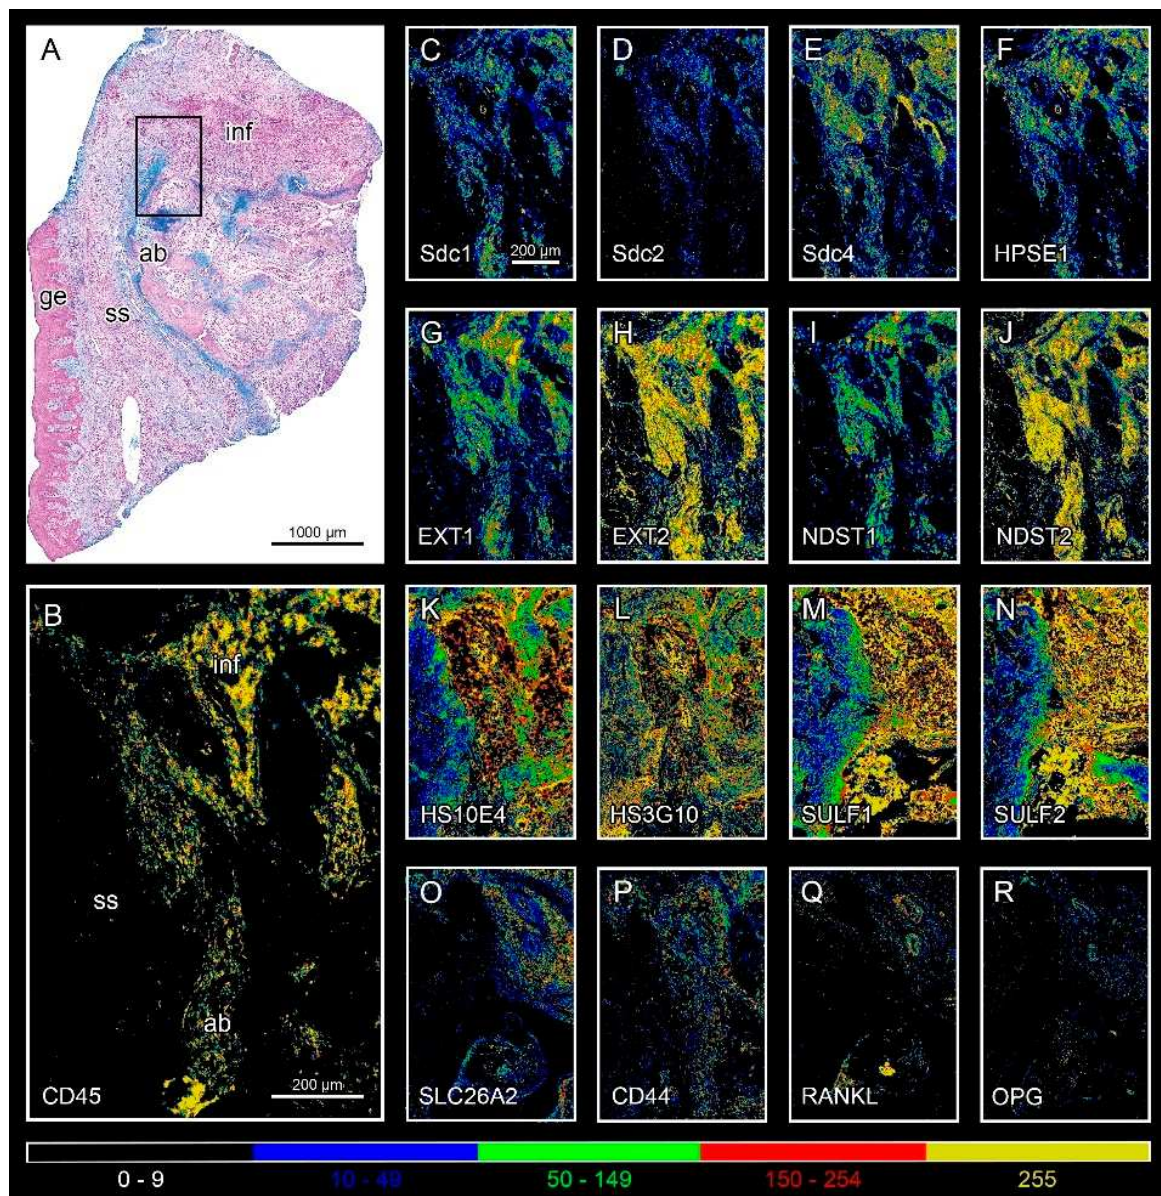 A
inf
ab
ge
ss
1000 µm
B
inf
ss
ab
CD45
200 µm
C
Sdc1
200 µm
D
Sdc2
E
Sdc4
F
HPSE1
G
EXT1
H
EXT2
I
NDST1
J
NDST2
K
HS10E4
L
HS3G10
M
SULF1
N
SULF2
O
SLC26A2
P
CD44
Q
RANKL
R
OPG
0 - 9
10 - 49
50 - 149
150 - 254
255